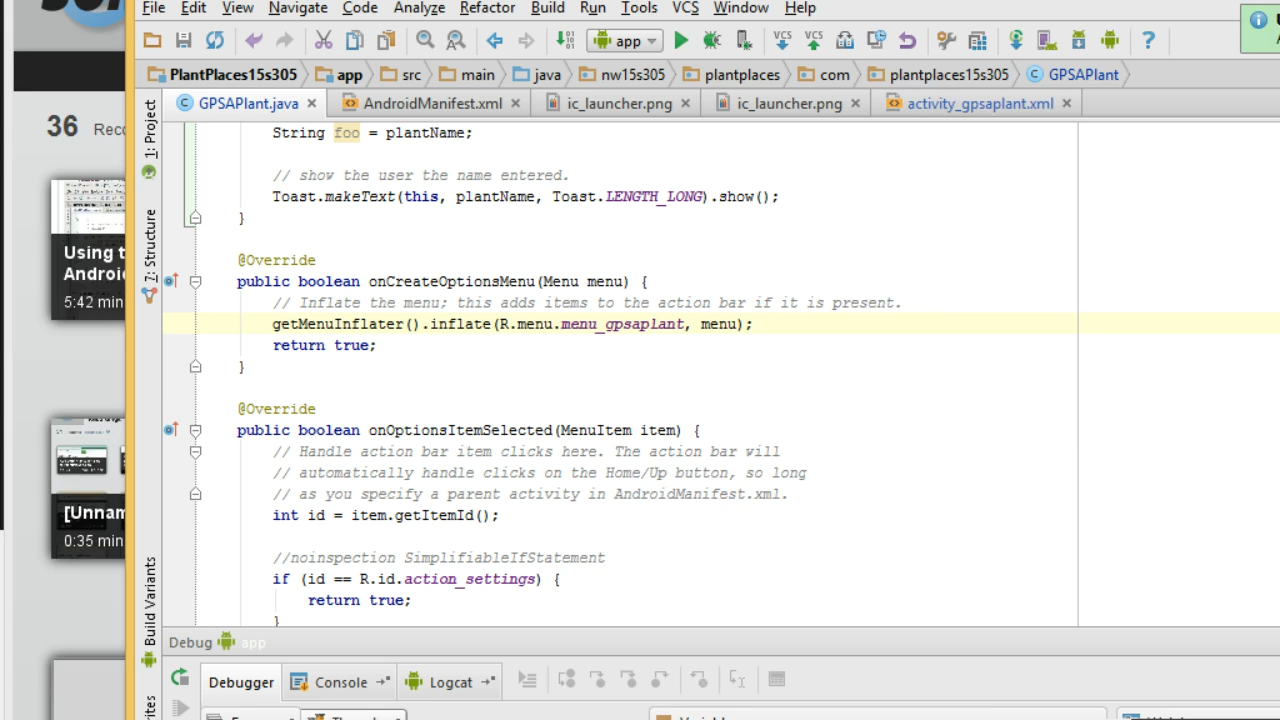 File Edit View Navigate Code Analyze Refactor Build Run Tools VCS Window Help
app
VCS VCS
PlantPlaces15s305 app src main java nw15s305 plantplaces com plantplaces15s305 GPSAPlant
GPSAPlant.java AndroidManifest.xml ic_launcher.png ic_launcher.png activity_gpsaplant.xml
1: Project
Z: Structure
Build Variants
36
Using t
Android
5:42 min
[Unnam
0:35 min
String foo = plantName;
// show the user the name entered.
Toast.makeText(this, plantName, Toast.LENGTH_LONG).show();
}
@Override
public boolean onCreateOptionsMenu(Menu menu) {
// Inflate the menu; this adds items to the action bar if it is present.
getMenuInflater().inflate(R.menu.menu_gpsaplant, menu);
return true;
}
@Override
public boolean onOptionsItemSelected(MenuItem item) {
// Handle action bar item clicks here. The action bar will
// automatically handle clicks on the Home/Up button, so long
// as you specify a parent activity in AndroidManifest.xml.
int id = item.getItemId();
//noinspection SimplifiableIfStatement
if (id == R.id.action_settings) {
return true;
}
Debug app
Debugger Console Logcat